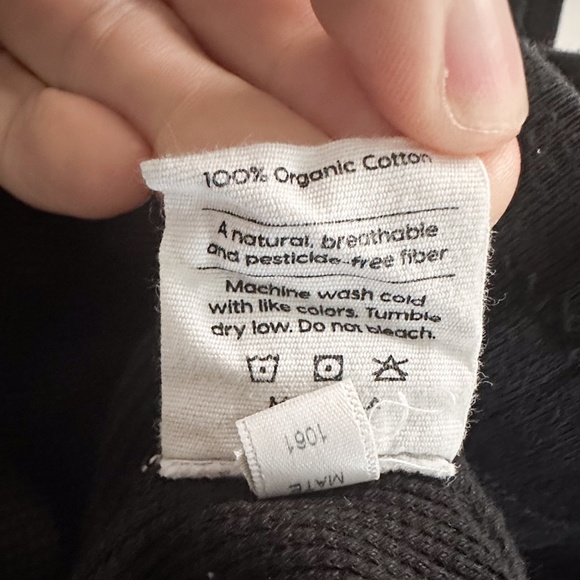 100% Organic Cotton
A natural, breathable
and pesticide-free fiber
Machine wash cold
with like colors. Tumble
dry low. Do not bleach.
1061
MATE